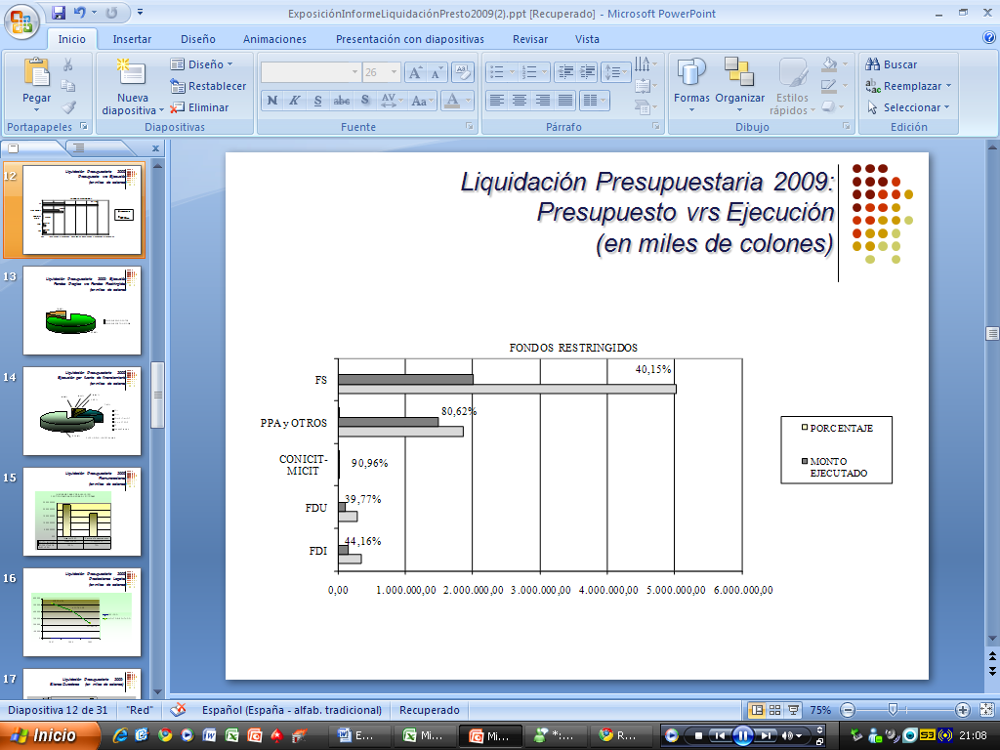 ExposiciónInformeLiquidaciónPresto2009(2).ppt [Recuperado] - Microsoft PowerPoint
Inicio Insertar Diseño Animaciones Presentación con diapositivas Revisar Vista
Pegar
Portapapeles
Nueva diapositiva
Diseño
Restablecer
Eliminar
Diapositivas
26
N K S abc S AV Aa A
Fuente
Párrafo
Formas Organizar Estilos rápidos
Dibujo
Buscar
Reemplazar
Seleccionar
Edición
12
13
14
15
16
17
Liquidación Presupuestaria 2009:
Presupuesto vrs Ejecución
(en miles de colones)
FONDOS RESTRINGIDOS
FS
40,15%
PPA y OTROS
80,62%
CONICIT-
MICIT
90,96%
FDU
39,77%
FDI
44,16%
0,00 1.000.000,00 2.000.000,00 3.000.000,00 4.000.000,00 5.000.000,00 6.000.000,00
PORCENTAJE
MONTO
EJECUTADO
Diapositiva 12 de 31 "Red" Español (España - alfab. tradicional) Recuperado 75%
Inicio E... Mi... Mi... *:... R... 21:08